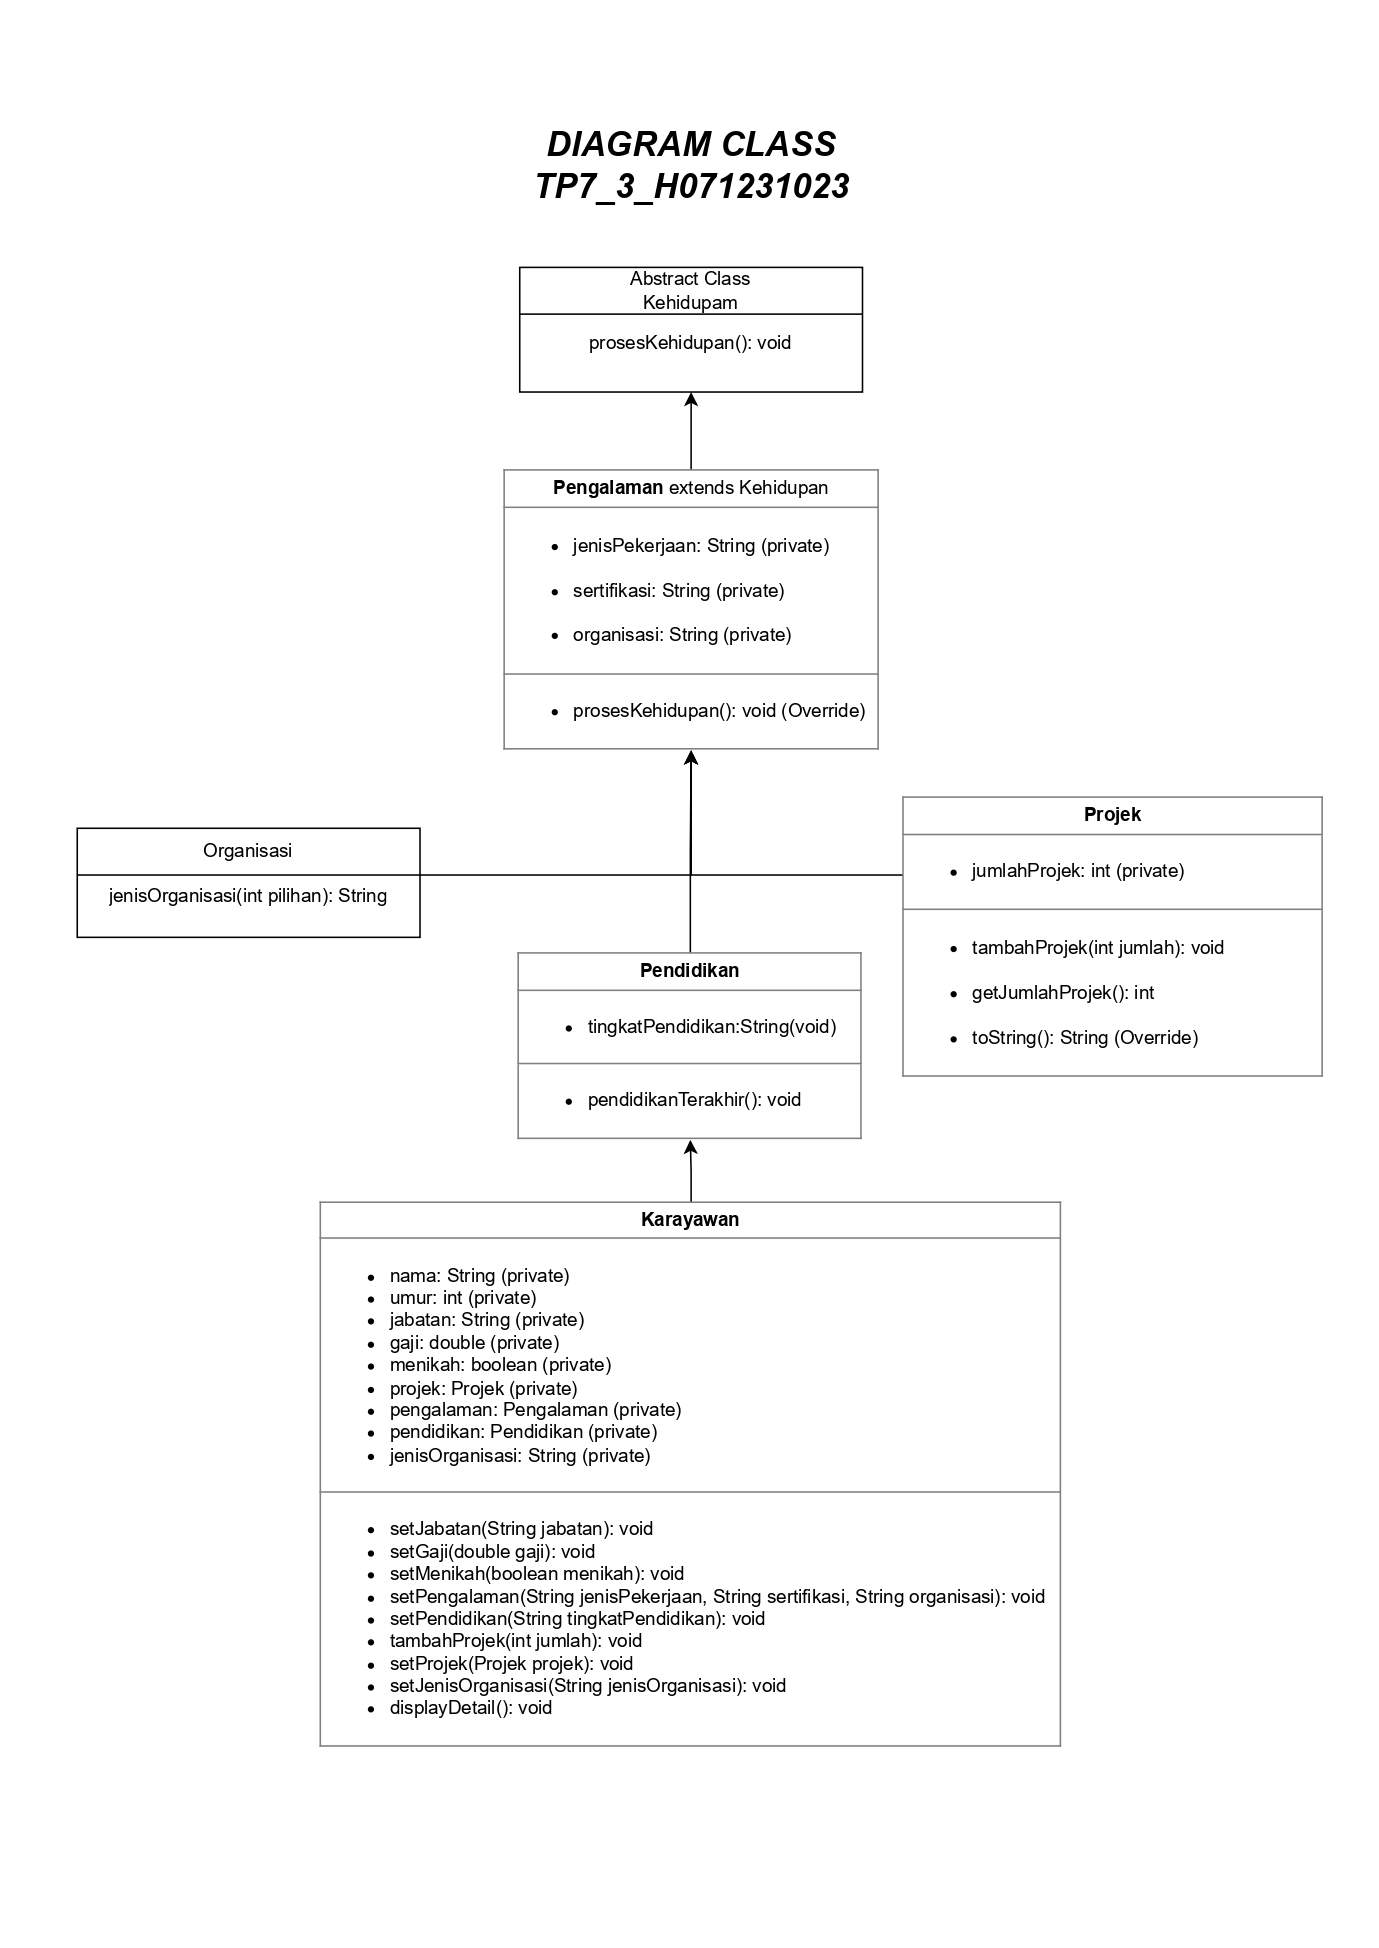 DIAGRAM CLASS
TP7_3_H071231023
Abstract Class
Kehidupam
prosesKehidupan(): void
Pengalaman extends Kehidupan
• jenisPekerjaan: String (private)
• sertifikasi: String (private)
• organisasi: String (private)
• prosesKehidupan(): void (Override)
Organisasi
jenisOrganisasi(int pilihan): String
Projek
• jumlahProjek: int (private)
• tambahProjek(int jumlah): void
• getJumlahProjek(): int
• toString(): String (Override)
Pendidikan
• tingkatPendidikan:String(void)
• pendidikanTerakhir(): void
Karayawan
• nama: String (private)
• umur: int (private)
• jabatan: String (private)
• gaji: double (private)
• menikah: boolean (private)
• projek: Projek (private)
• pengalaman: Pengalaman (private)
• pendidikan: Pendidikan (private)
• jenisOrganisasi: String (private)
• setJabatan(String jabatan): void
• setGaji(double gaji): void
• setMenikah(boolean menikah): void
• setPengalaman(String jenisPekerjaan, String sertifikasi, String organisasi): void
• setPendidikan(String tingkatPendidikan): void
• tambahProjek(int jumlah): void
• setProjek(Projek projek): void
• setJenisOrganisasi(String jenisOrganisasi): void
• displayDetail(): void